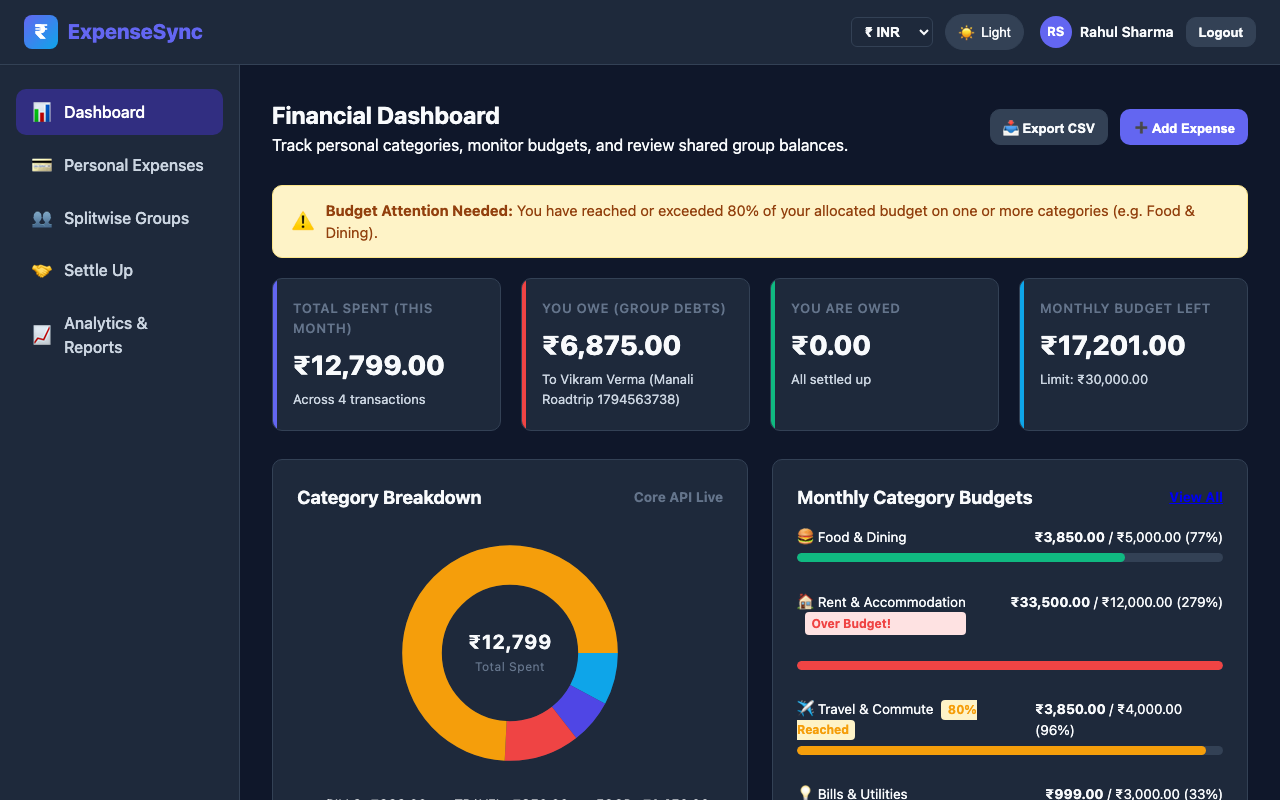 ₹ ExpenseSync
₹ INR
Light
RS
Rahul Sharma
Logout
Dashboard
Personal Expenses
Splitwise Groups
Settle Up
Analytics &
Reports
Financial Dashboard
Track personal categories, monitor budgets, and review shared group balances.
Export CSV
Add Expense
Budget Attention Needed: You have reached or exceeded 80% of your allocated budget on one or more categories (e.g. Food &
Dining).
TOTAL SPENT (THIS
MONTH)
₹12,799.00
Across 4 transactions
YOU OWE (GROUP DEBTS)
₹6,875.00
To Vikram Verma (Manali
Roadtrip 1794563738)
YOU ARE OWED
₹0.00
All settled up
MONTHLY BUDGET LEFT
₹17,201.00
Limit: ₹30,000.00
Category Breakdown
Core API Live
₹12,799
Total Spent
Monthly Category Budgets
View All
Food & Dining
₹3,850.00 / ₹5,000.00 (77%)
Rent & Accommodation
₹33,500.00 / ₹12,000.00 (279%)
Over Budget!
Travel & Commute 80%
Reached
₹3,850.00 / ₹4,000.00
(96%)
Bills & Utilities
₹999.00 / ₹3,000.00 (33%)